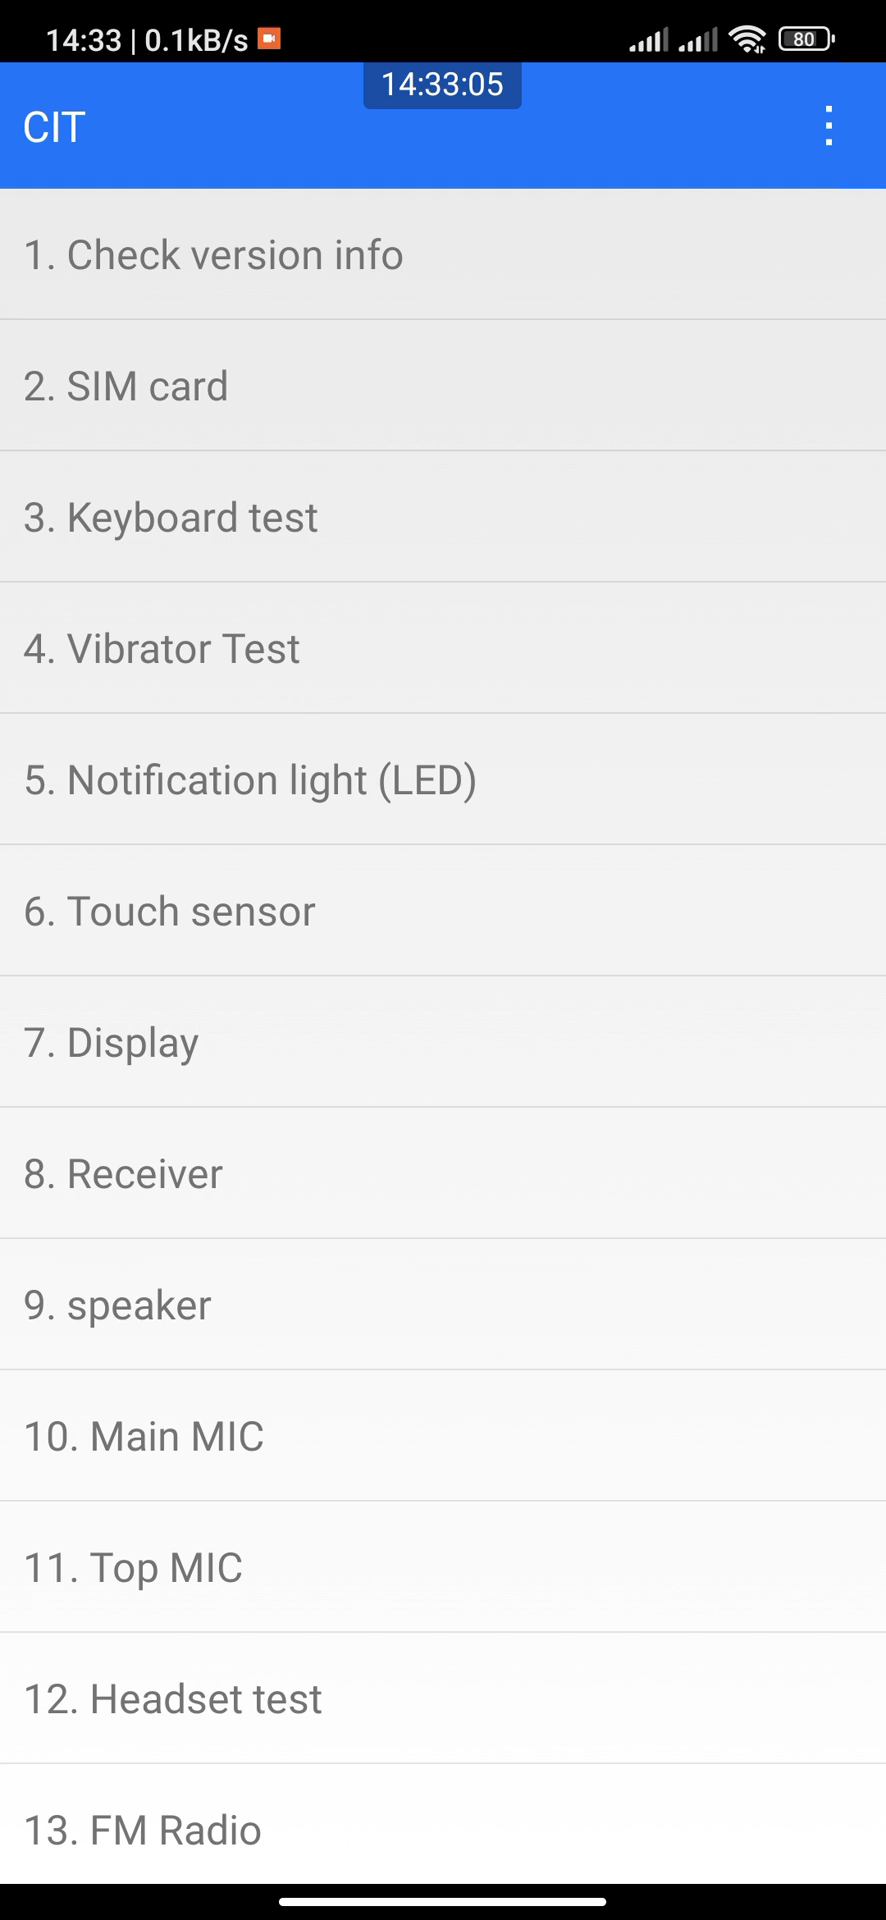 14:33 | 0.1kB/s
80
14:33:05
CIT
1. Check version info
2. SIM card
3. Keyboard test
4. Vibrator Test
5. Notification light (LED)
6. Touch sensor
7. Display
8. Receiver
9. speaker
10. Main MIC
11. Top MIC
12. Headset test
13. FM Radio